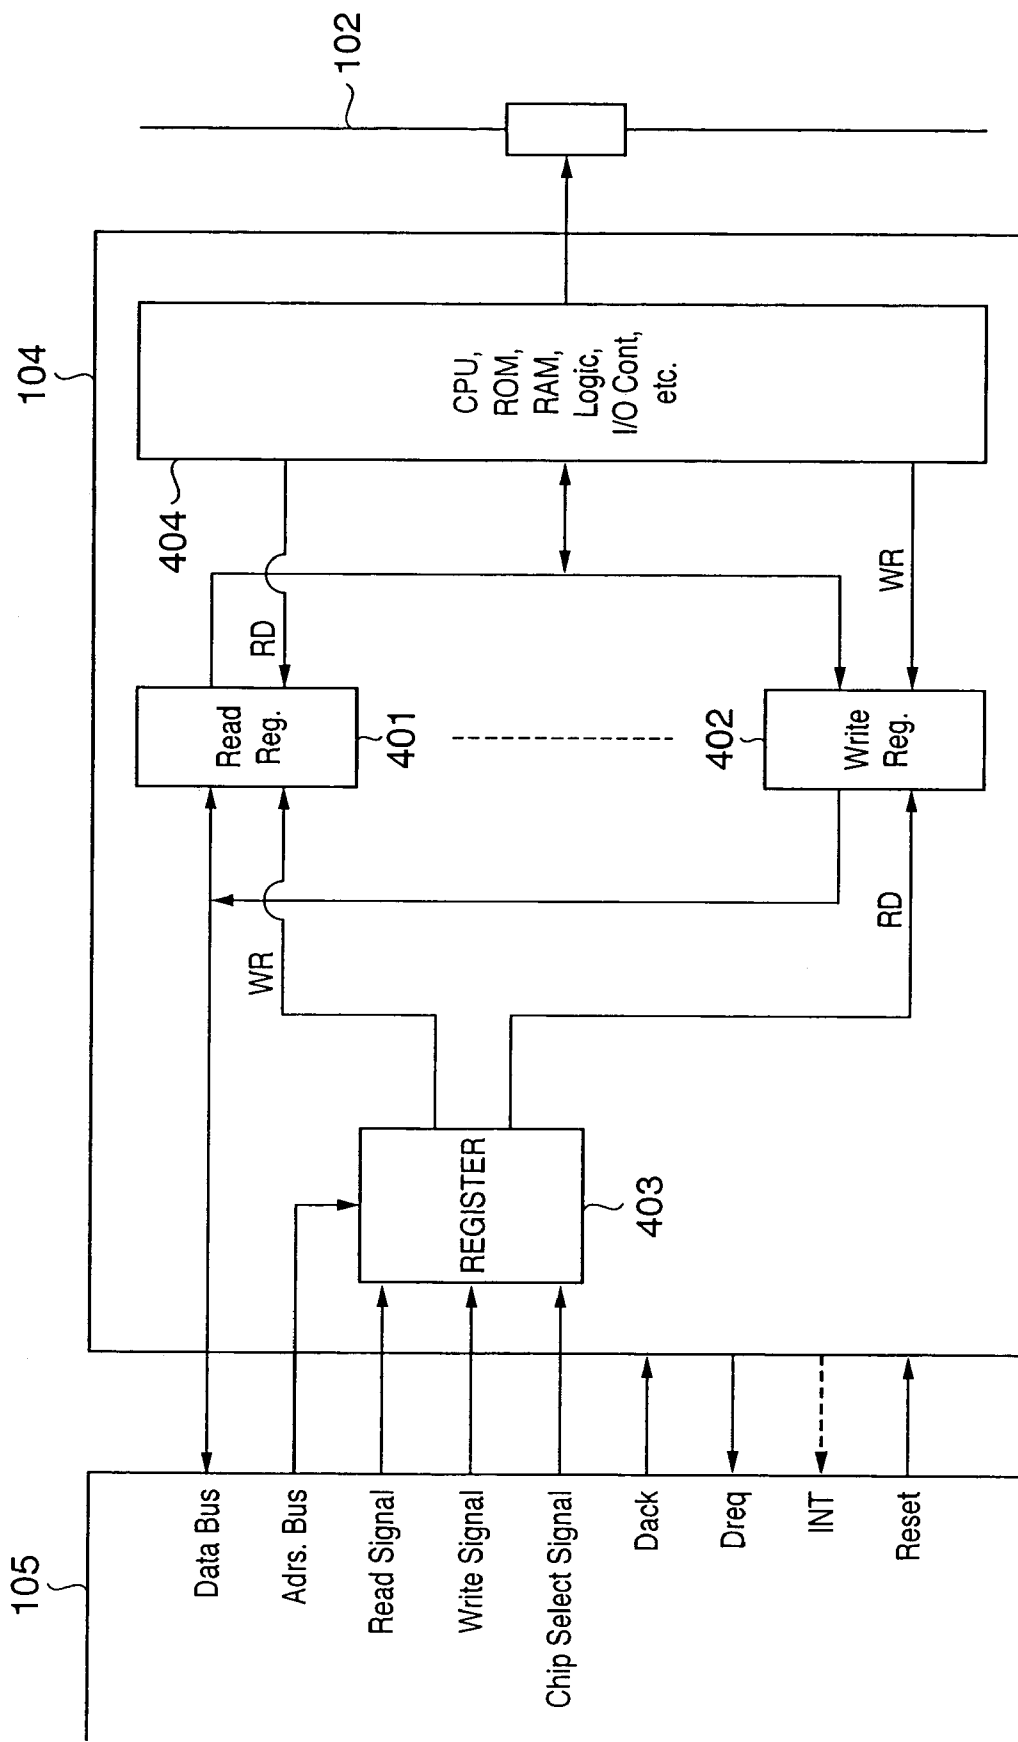 105
Data Bus
Adrs. Bus
Read Signal
Write Signal
Chip Select Signal
Dack
Dreq
INT
Reset
104
REGISTER
403
WR
RD
Read
Reg.
401
Write
Reg.
402
RD
WR
404
CPU,
ROM,
RAM,
Logic,
I/O Cont,
etc.
102